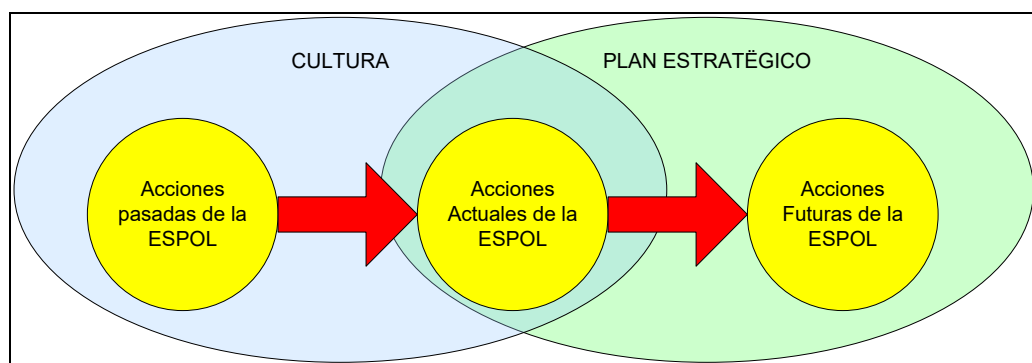 CULTURA
PLAN ESTRATËGICO
Acciones
pasadas de la
ESPOL
Acciones
Actuales de la
ESPOL
Acciones
Futuras de la
ESPOL